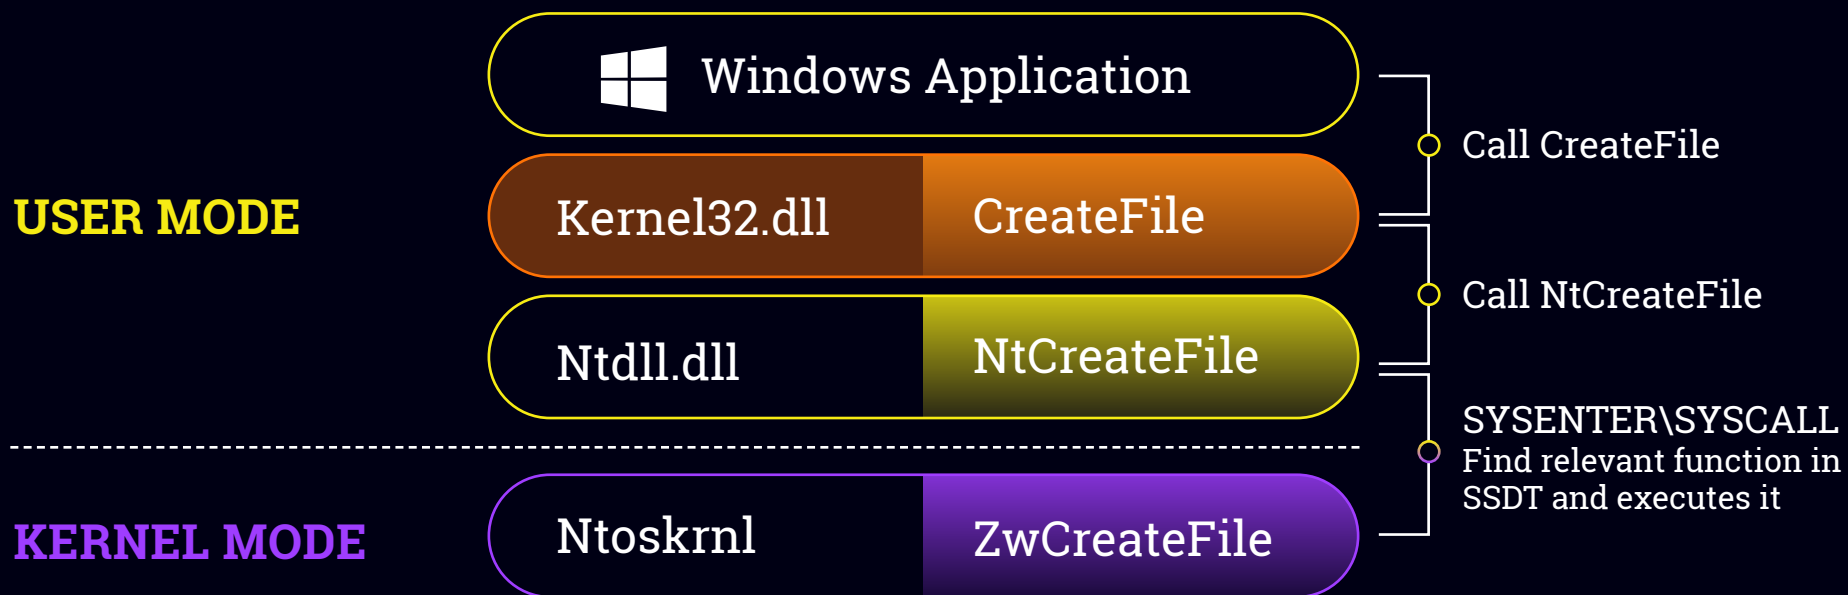 Windows Application
Call CreateFile
USER MODE
Kernel32.dll
CreateFile
Call NtCreateFile
Ntdll.dll
NtCreateFile
SYSENTER\SYSCALL
Find relevant function in
SSDT and executes it
KERNEL MODE
Ntoskrnl
ZwCreateFile